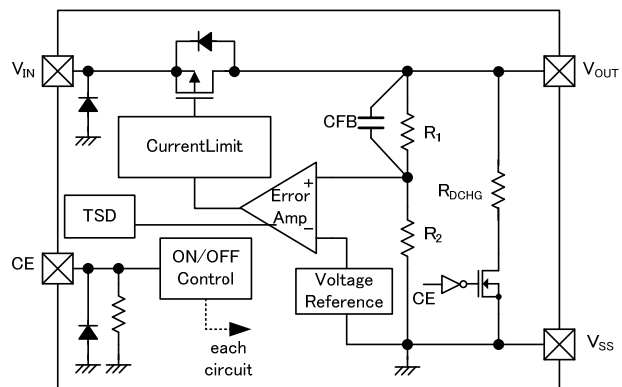 VIN
VOUT
CFB
R1
CurrentLimit
RDCHG
Error
Amp
+
−
TSD
R2
CE
ON/OFF
Control
Voltage
Reference
CE
each
circuit
VSS